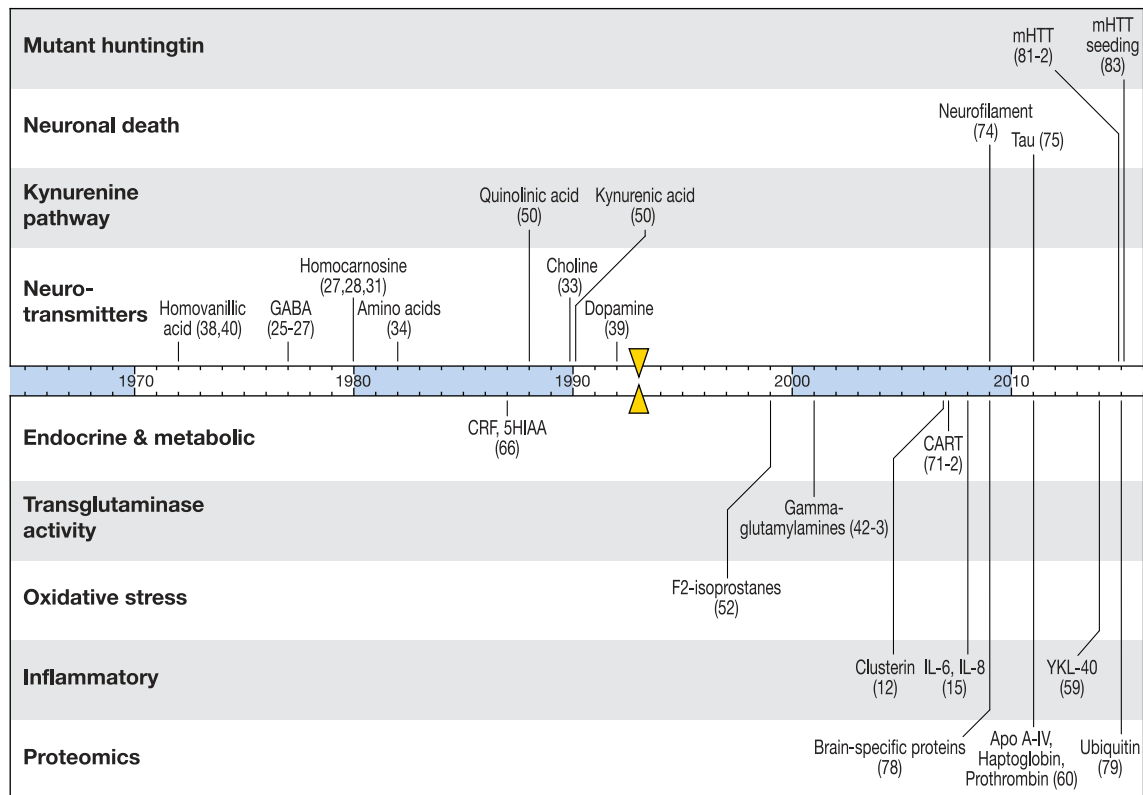 Mutant huntingtin
mHTT
(81-2)
mHTT
seeding
(83)
Neuronal death
Neurofilament
(74)
Tau (75)
Kynurenine
pathway
Quinolinic acid
(50)
Kynurenic acid
(50)
Neuro-
transmitters
Homovanillic
acid (38,40)
GABA
(25-27)
Homocarnosine
(27,28,31)
Amino acids
(34)
Choline
(33)
Dopamine
(39)
1970
1980
1990
2000
2010
Endocrine & metabolic
CRF, 5HIAA
(66)
CART
(71-2)
Transglutaminase
activity
Gamma-
glutamylamines (42-3)
Oxidative stress
F2-isoprostanes
(52)
Inflammatory
Clusterin
(12)
IL-6, IL-8
(15)
YKL-40
(59)
Proteomics
Brain-specific proteins
(78)
Apo A-IV,
Haptoglobin,
Prothrombin (60)
Ubiquitin
(79)